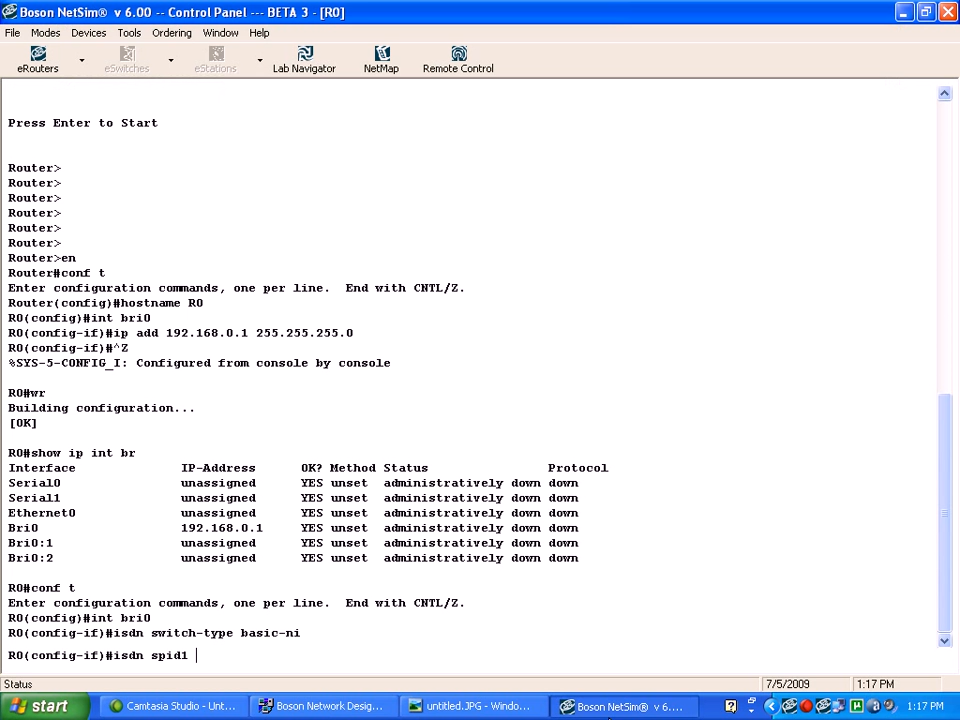 Boson NetSim® v 6.00 -- Control Panel --- BETA 3 - [R0]
File Modes Devices Tools Ordering Window Help
eRouters eSwitches eStations Lab Navigator NetMap Remote Control
Press Enter to Start
Router>
Router>
Router>
Router>
Router>
Router>
Router>en
Router#conf t
Enter configuration commands, one per line. End with CNTL/Z.
Router(config)#hostname R0
R0(config)#int bri0
R0(config-if)#ip add 192.168.0.1 255.255.255.0
R0(config-if)#^Z
%SYS-5-CONFIG_I: Configured from console by console
R0#wr
Building configuration...
[OK]
R0#show ip int br
Interface IP-Address OK? Method Status Protocol
Serial0 unassigned YES unset administratively down down
Serial1 unassigned YES unset administratively down down
Ethernet0 unassigned YES unset administratively down down
Bri0 192.168.0.1 YES unset administratively down down
Bri0:1 unassigned YES unset administratively down down
Bri0:2 unassigned YES unset administratively down down
R0#conf t
Enter configuration commands, one per line. End with CNTL/Z.
R0(config)#int bri0
R0(config-if)#isdn switch-type basic-ni
R0(config-if)#isdn spid1
Status 7/5/2009 1:17 PM
start Camtasia Studio - Unt... Boson Network Desig... untitled.JPG - Windo... Boson NetSim® v 6.... 1:17 PM